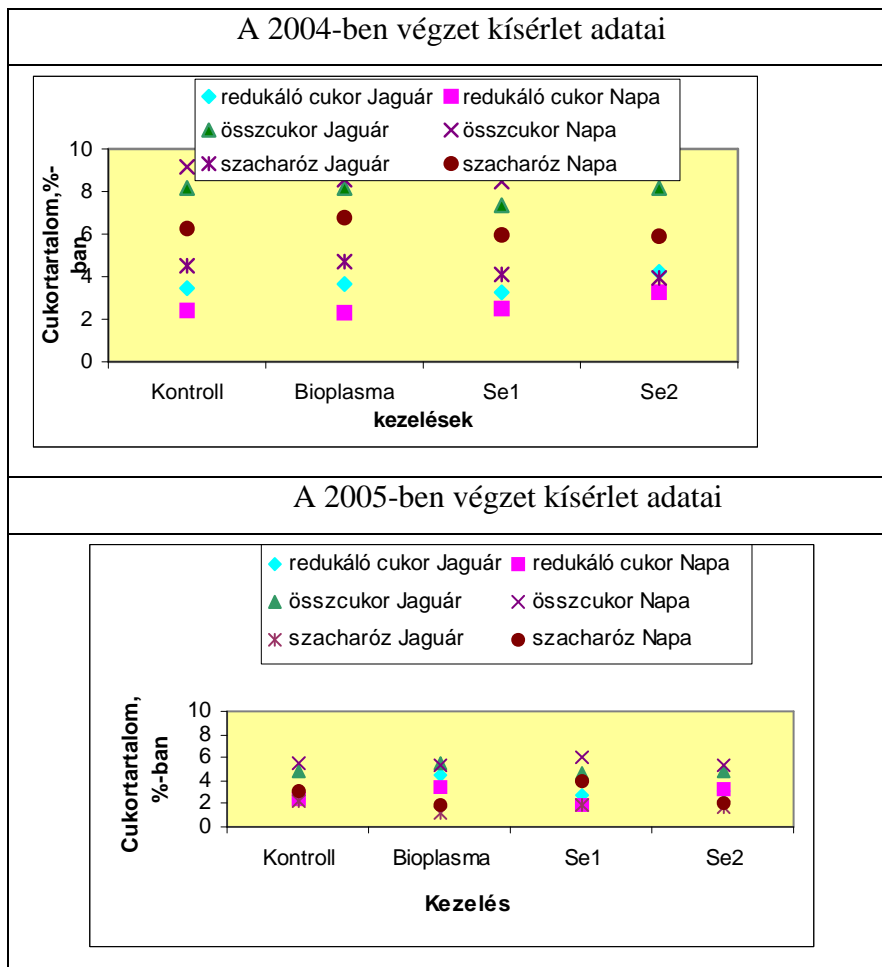 A 2004-ben végzet kísérlet adatai
redukáló cukor Jaguár
redukáló cukor Napa
összcukor Jaguár
összcukor Napa
szacharóz Jaguár
szacharóz Napa
Cukortartalom,%-
ban
10
8
6
4
2
0
Kontroll
Bioplasma
Se1
Se2
kezelések
A 2005-ben végzet kísérlet adatai
redukáló cukor Jaguár
redukáló cukor Napa
összcukor Jaguár
összcukor Napa
szacharóz Jaguár
szacharóz Napa
Cukortartalom,
%-ban
10
8
6
4
2
0
Kontroll
Bioplasma
Se1
Se2
Kezelés